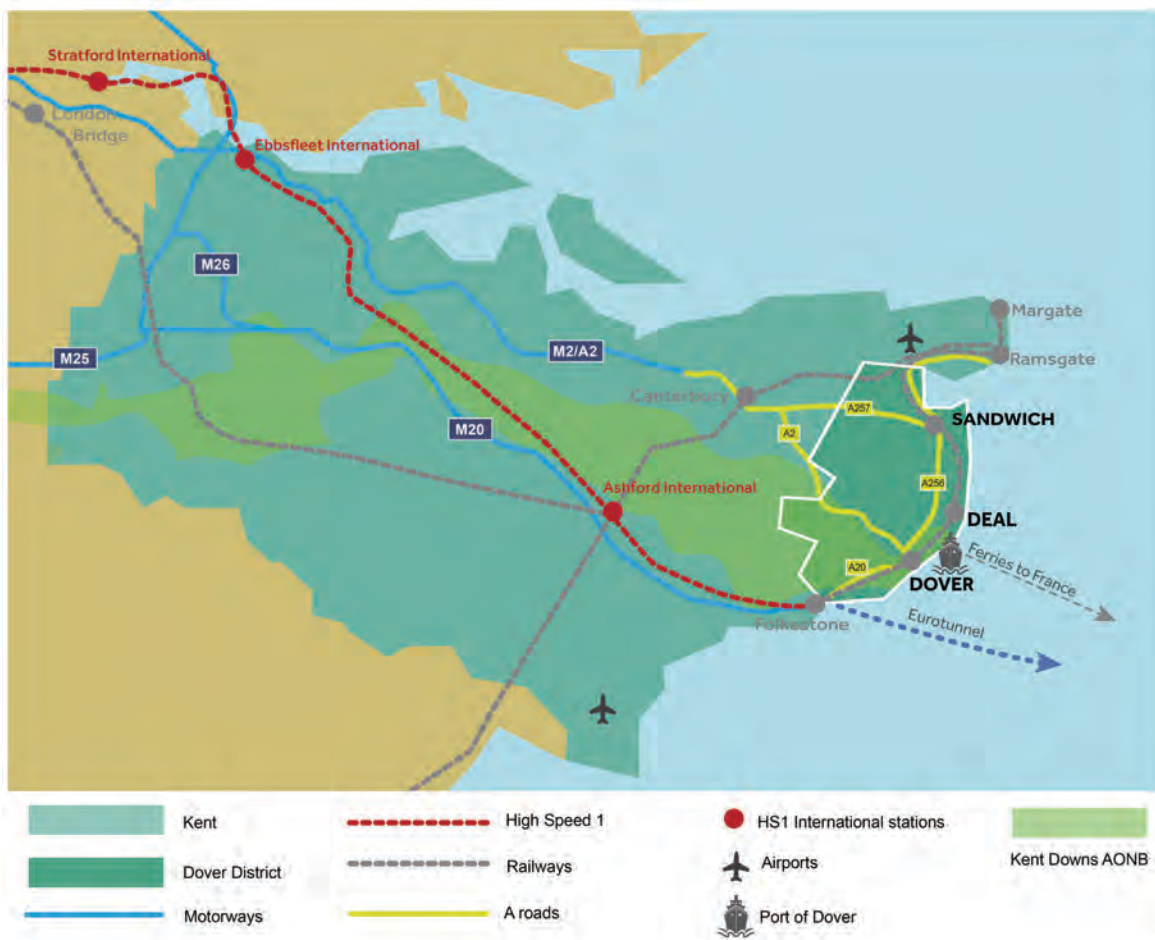 Stratford International
London
Bridge
Ebbsfleet International
M26
M25
M2/A2
M20
Margate
Ramsgate
Canterbury
A257
SANDWICH
A2
A256
Ashford International
DEAL
A20
DOVER
Ferries to France
Folkestone
Eurotunnel
Kent
High Speed 1
HS1 International stations
Kent Downs AONB
Dover District
Railways
Airports
Motorways
A roads
Port of Dover